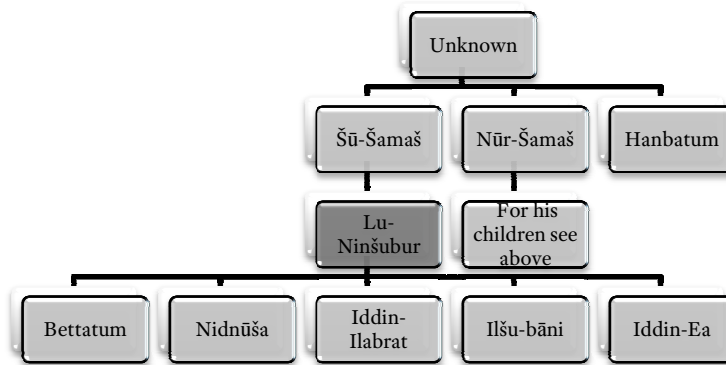 Unknown
Šū-Šamaš
Nūr-Šamaš
Hanbatum
Lu-
Ninšubur
For his
children see
above
Bettatum
Nidnūša
Iddin-
Ilabrat
Ilšu-bāni
Iddin-Ea